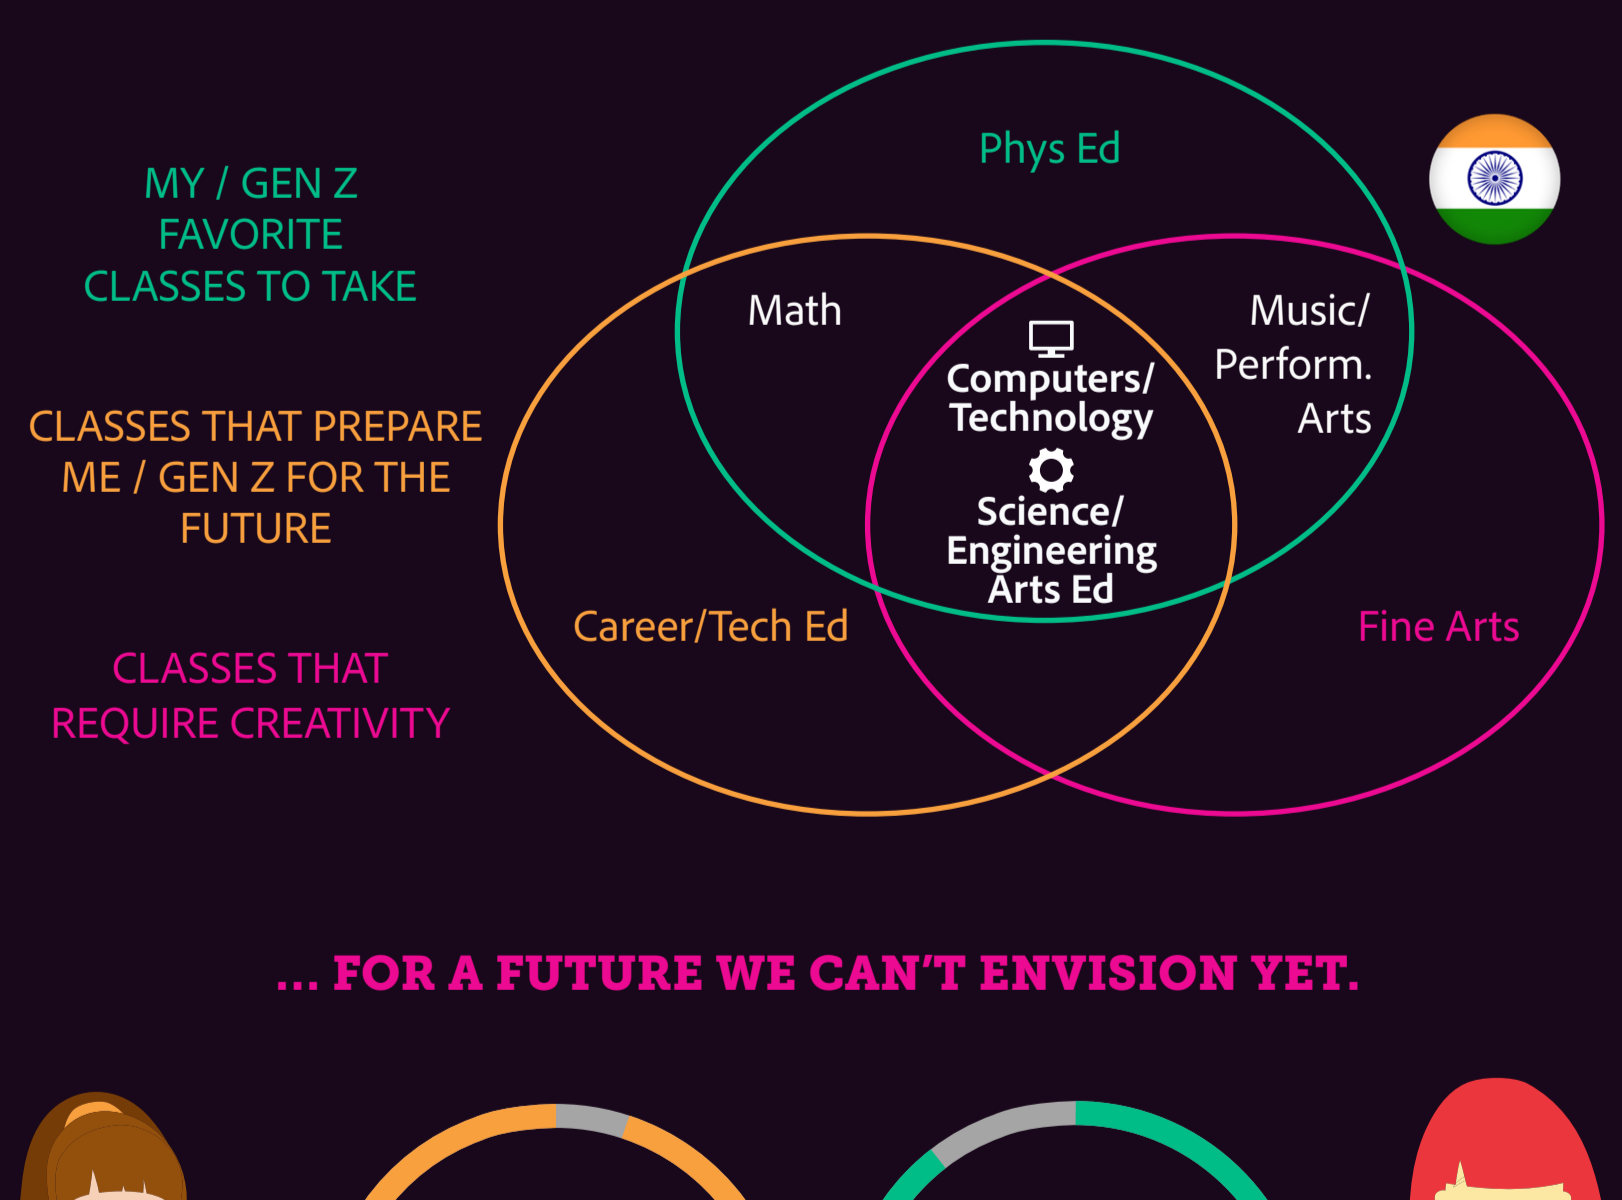 MY / GEN Z
FAVORITE
CLASSES TO TAKE
CLASSES THAT PREPARE
ME / GEN Z FOR THE
FUTURE
CLASSES THAT
REQUIRE CREATIVITY
Phys Ed
Math
Music/
Perform.
Arts
Computers/
Technology
Science/
Engineering
Arts Ed
Career/Tech Ed
Fine Arts
... FOR A FUTURE WE CAN'T ENVISION YET.